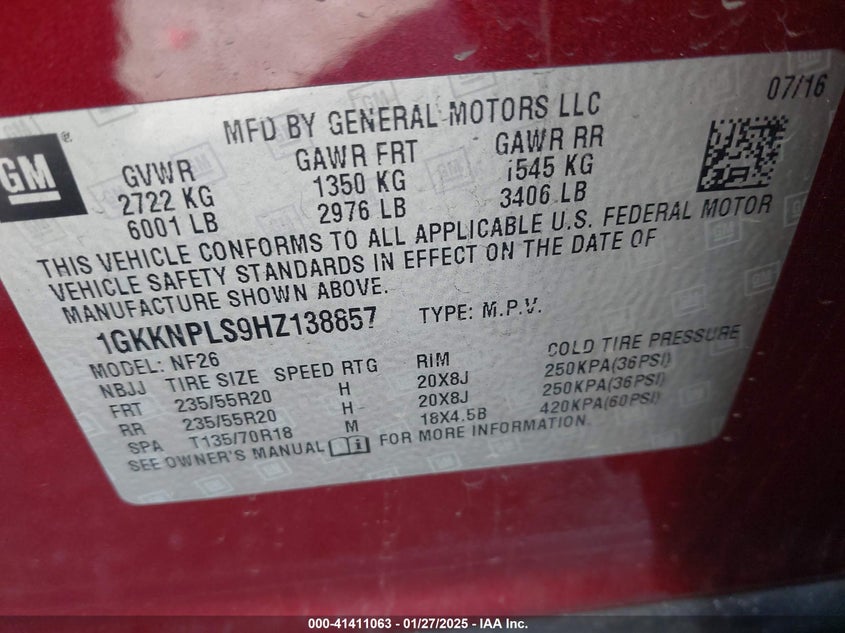 07/16
GM
®
MFD BY GENERAL MOTORS LLC
GVWR GAWR FRT GAWR RR
2722 KG 1350 KG 1545 KG
6001 LB 2976 LB 3406 LB
THIS VEHICLE CONFORMS TO ALL APPLICABLE U.S. FEDERAL MOTOR
VEHICLE SAFETY STANDARDS IN EFFECT ON THE DATE OF
MANUFACTURE SHOWN ABOVE.
1GKKNPLS9HZ138857 TYPE: M.P.V.
MODEL: NF26
NBJJ TIRE SIZE SPEED RTG RIM COLD TIRE PRESSURE
FRT 235/55R20 H 20X8J 250KPA(36PSI)
RR 235/55R20 H 20X8J 250KPA(36PSI)
SPA T135/70R18 M 18X4.5B 420KPA(60PSI)
SEE OWNER'S MANUAL FOR MORE INFORMATION.
000-41411063 - 01/27/2025 - IAA Inc.